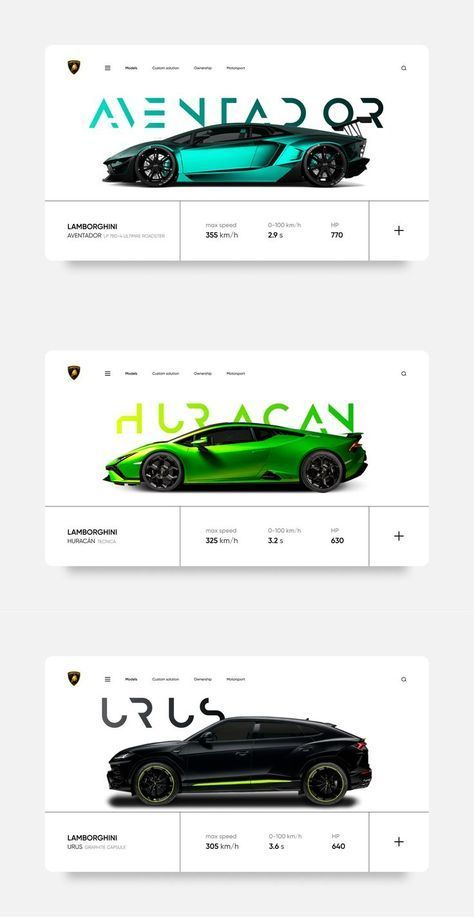 Models Custom solution Ownership Motorsport
AVENTADOR
LAMBORGHINI
AVENTADOR LP 780-4 ULTIMAE ROADSTER
max speed 0-100 km/h HP
355 km/h 2.9 s 770
+
Models Custom solution Ownership Motorsport
HURACAN
LAMBORGHINI
HURACÁN TECNICA
max speed 0-100 km/h HP
325 km/h 3.2 s 630
+
Models Custom solution Ownership Motorsport
URUS
LAMBORGHINI
URUS GRAPHITE CAPSULE
max speed 0-100 km/h HP
305 km/h 3.6 s 640
+